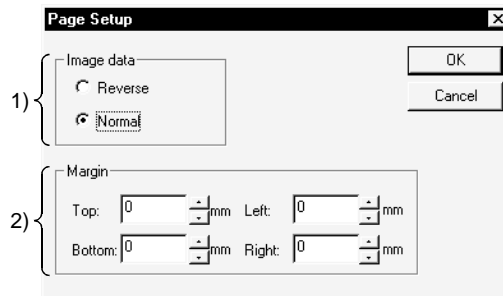 Page Setup
1)
Image data
Reverse
Normal
OK
Cancel
2)
Margin
Top: 0 mm Left: 0 mm
Bottom: 0 mm Right: 0 mm